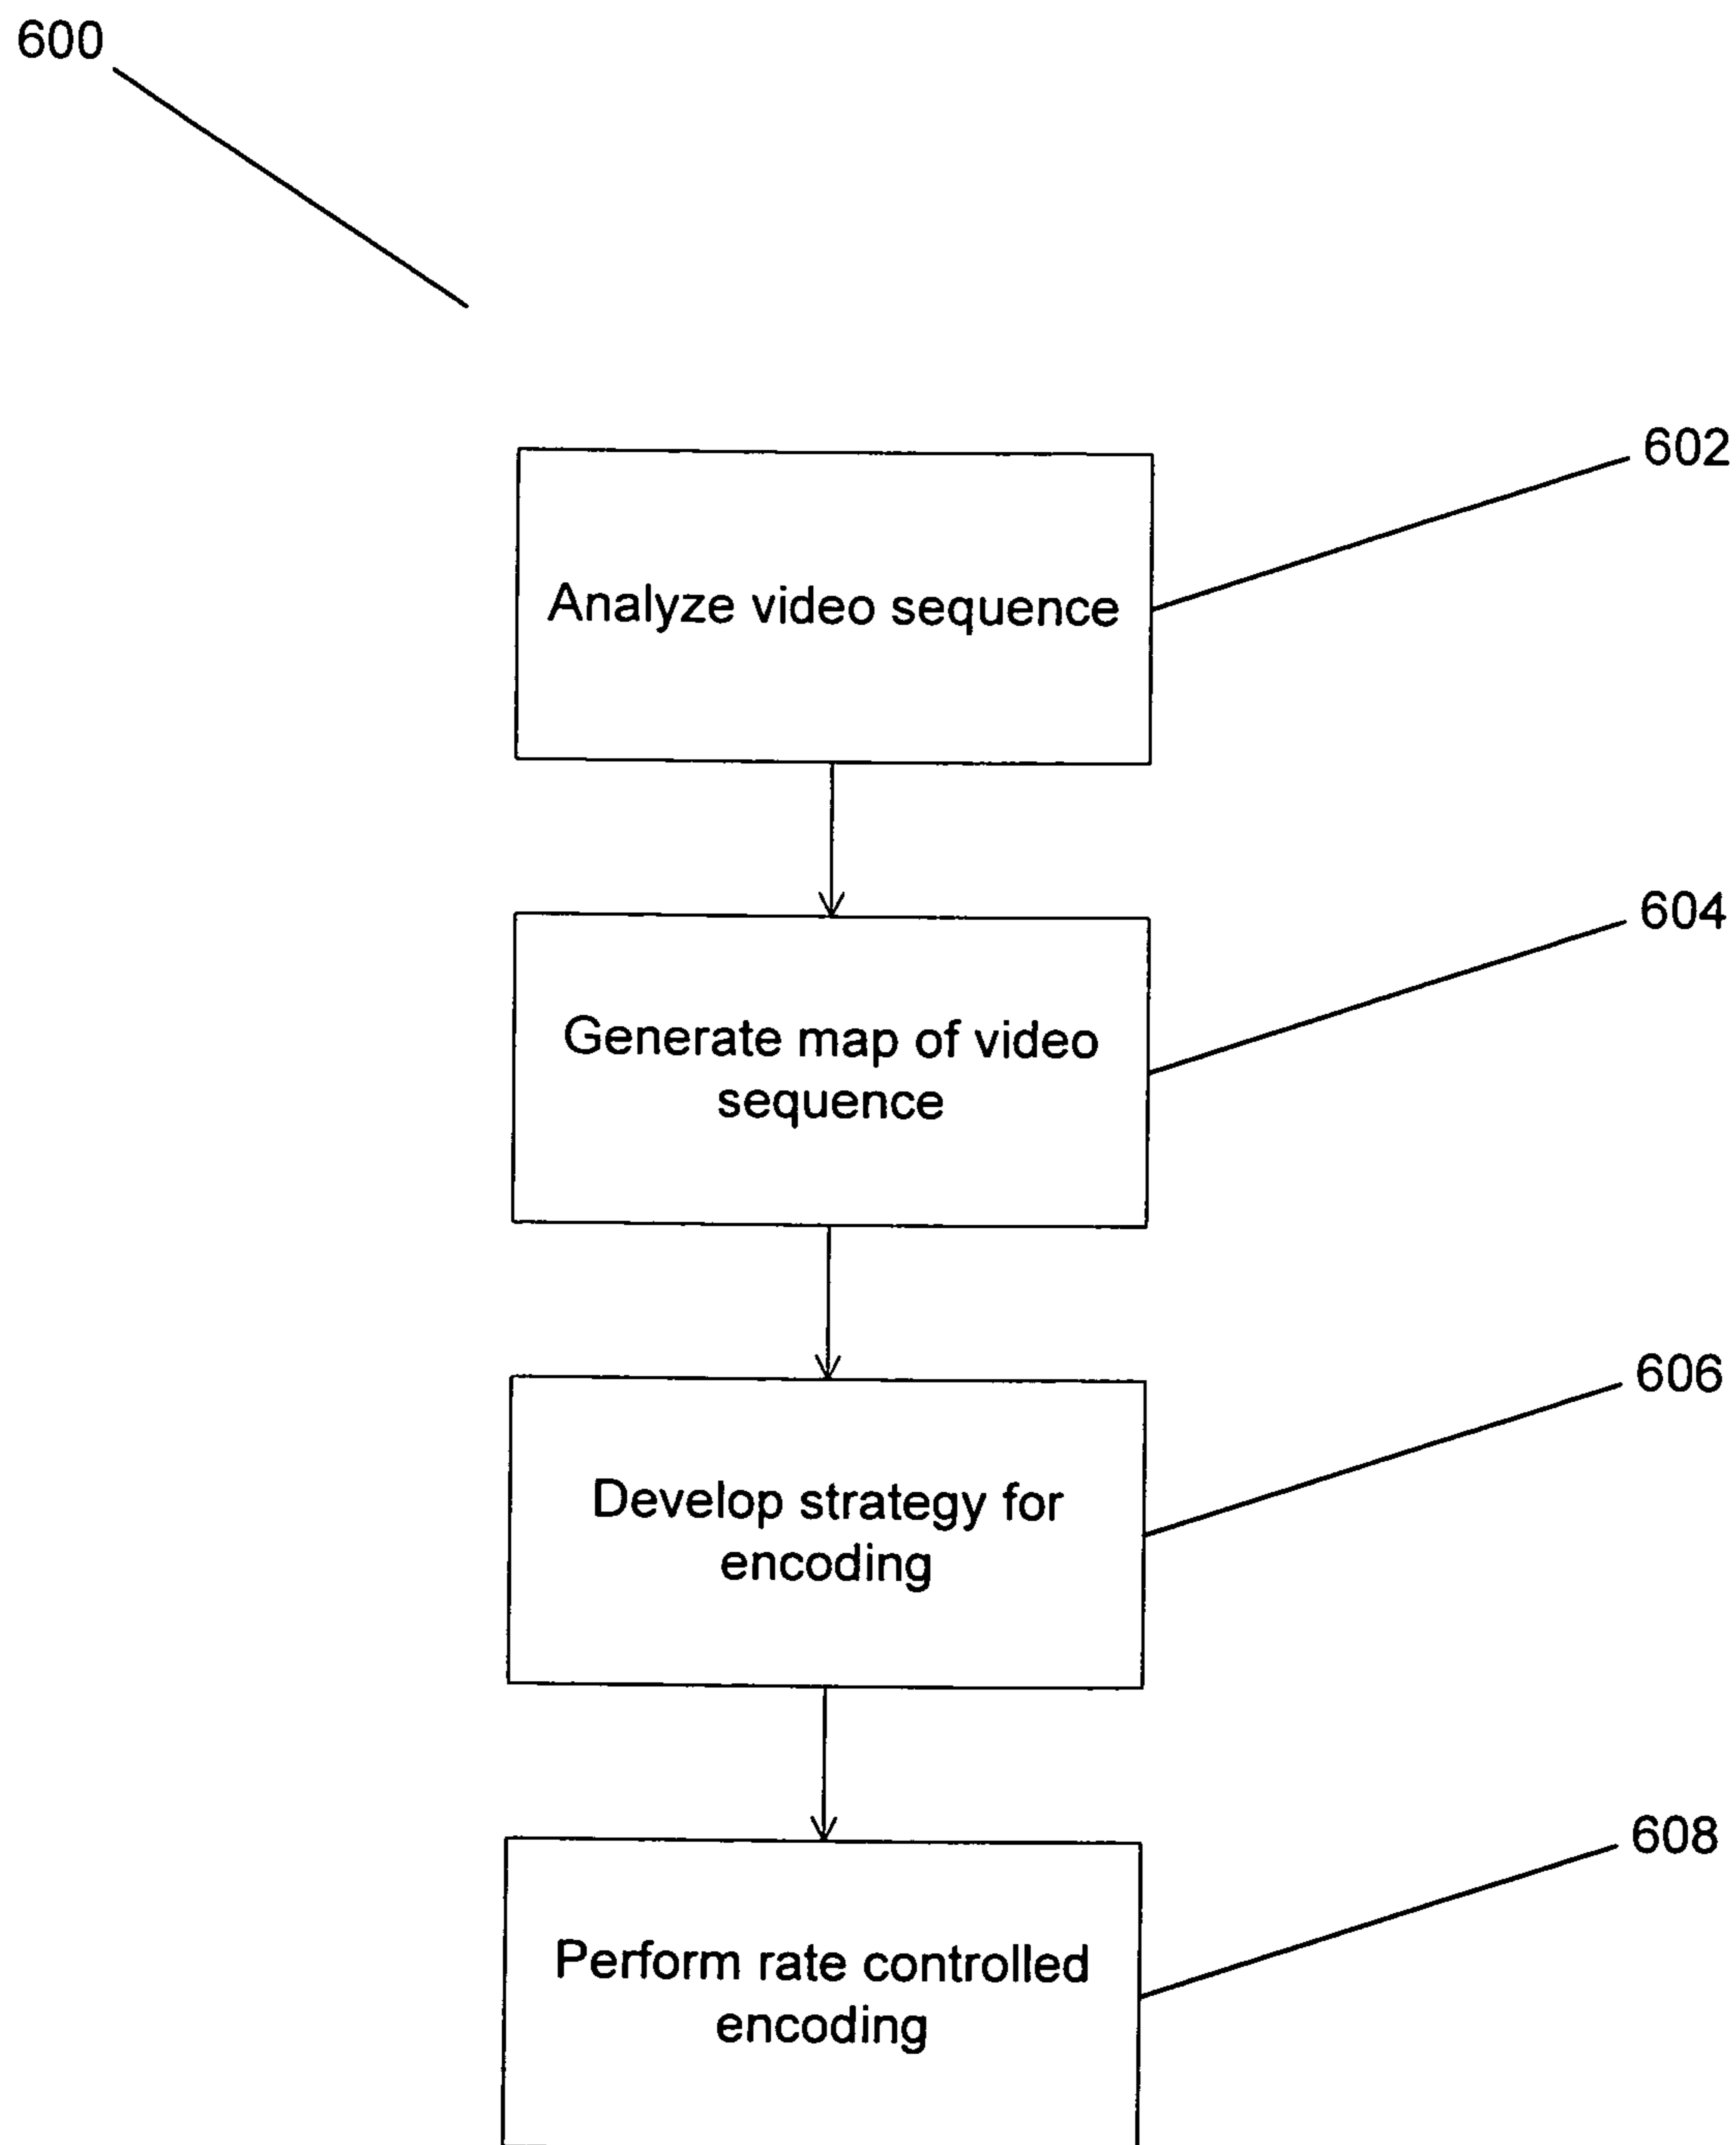 600
602
Analyze video sequence
604
Generate map of video
sequence
606
Develop strategy for
encoding
608
Perform rate controlled
encoding